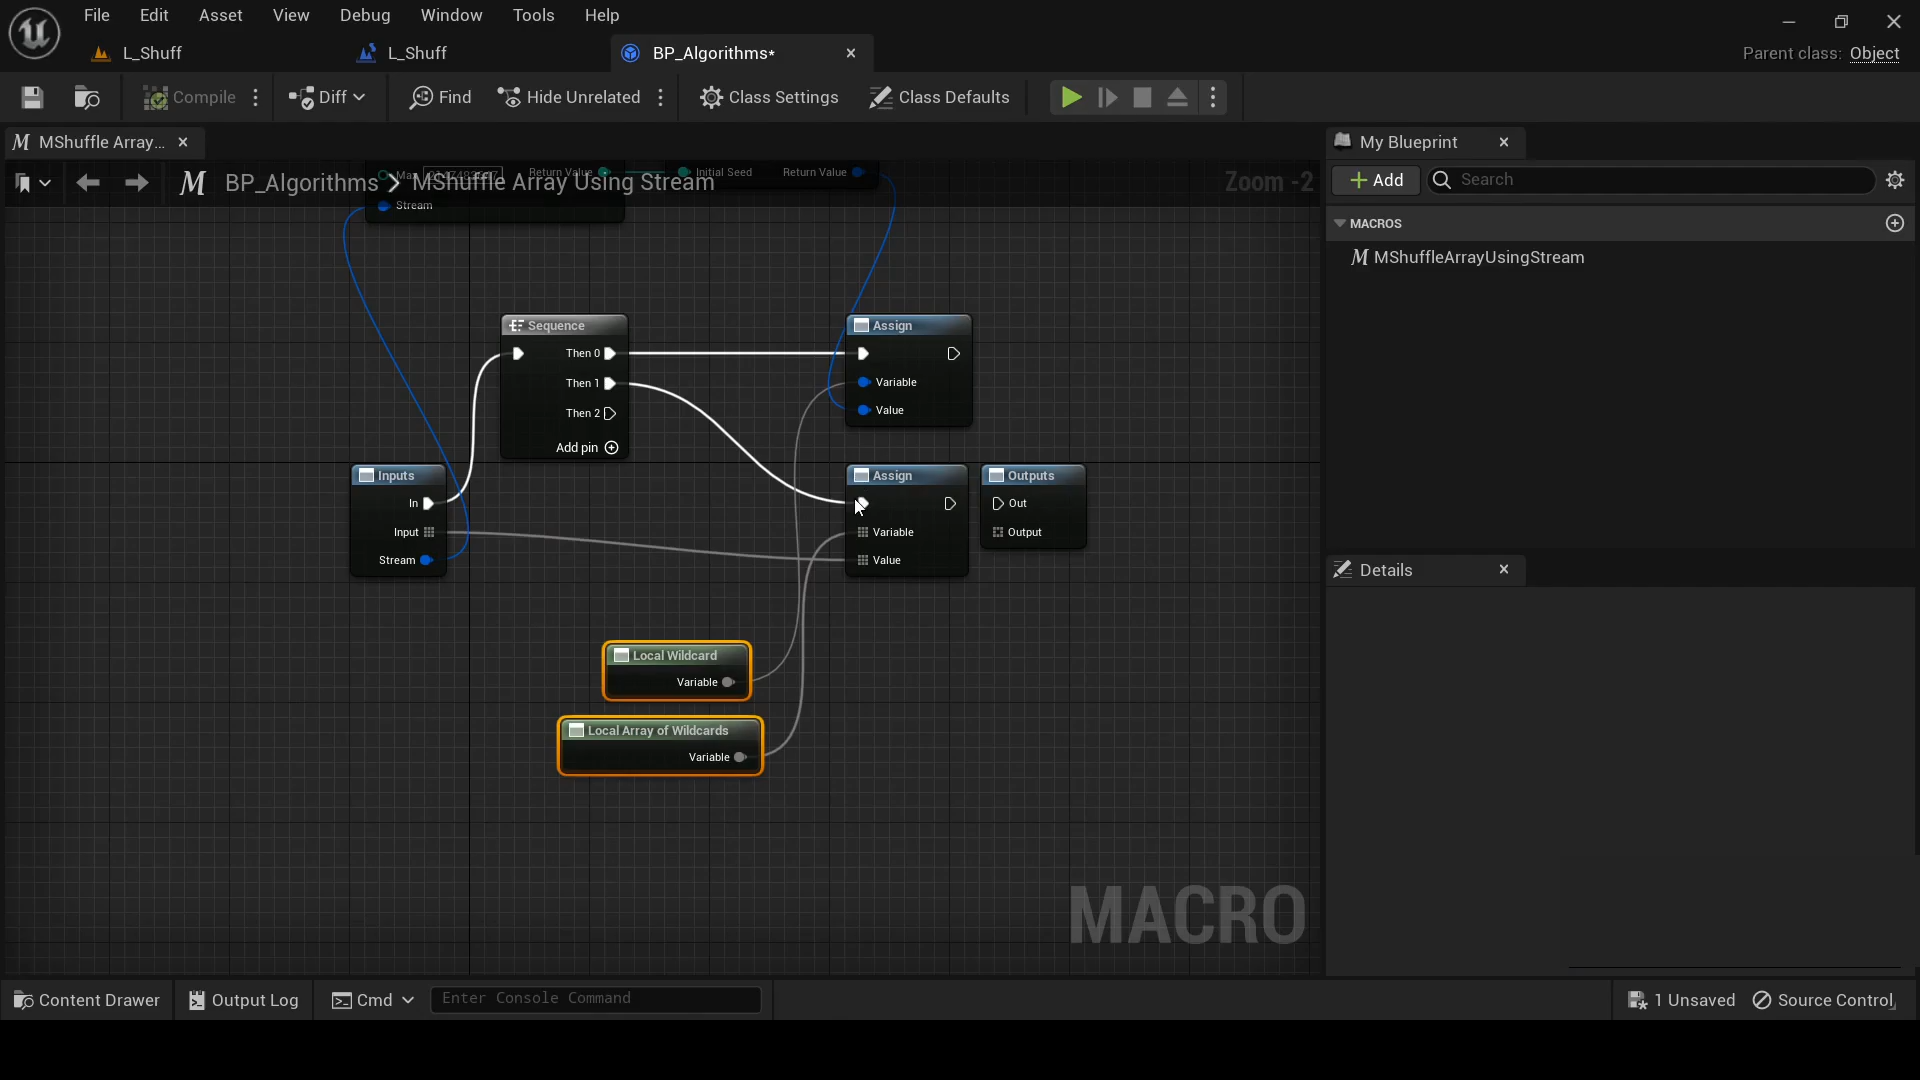 File Edit Asset View Debug Window Tools Help
L_Shuff L_Shuff BP_Algorithms* Parent class: Object
Compile Diff Find Hide Unrelated Class Settings Class Defaults
M MShuffle Array...
M BP_Algorithms > MShuffle Array Using Stream Zoom -2
Max Return Value Initial Seed Return Value
Stream
Sequence
Then 0
Then 1
Then 2
Add pin
Assign
Variable
Value
Inputs
In
Input
Stream
Assign
Variable
Value
Outputs
Out
Output
Local Wildcard
Variable
Local Array of Wildcards
Variable
MACRO
My Blueprint
+ Add Search
MACROS
M MShuffleArrayUsingStream
Details
Content Drawer Output Log Cmd Enter Console Command 1 Unsaved Source Control